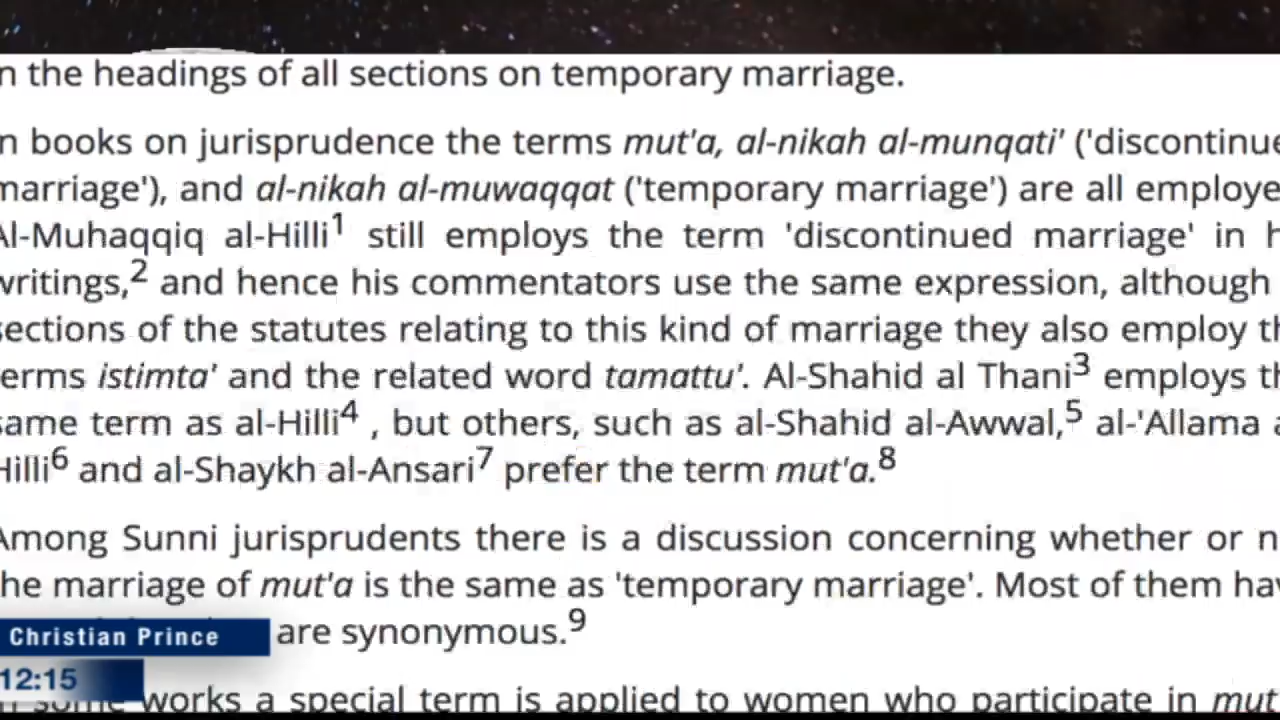 n the headings of all sections on temporary marriage.
n books on jurisprudence the terms mut'a, al-nikah al-munqati' ('discontinue
marriage'), and al-nikah al-muwaqqat ('temporary marriage') are all employe
Al-Muhaqqiq al-Hilli1 still employs the term 'discontinued marriage' in h
writings,2 and hence his commentators use the same expression, although
sections of the statutes relating to this kind of marriage they also employ th
erms istimta' and the related word tamattu'. Al-Shahid al Thani3 employs th
same term as al-Hilli4 , but others, such as al-Shahid al-Awwal,5 al-'Allama a
Hilli6 and al-Shaykh al-Ansari7 prefer the term mut'a.8
Among Sunni jurisprudents there is a discussion concerning whether or n
the marriage of mut'a is the same as 'temporary marriage'. Most of them hav
are synonymous.9
Christian Prince
12:15
works a special term is applied to women who participate in mut